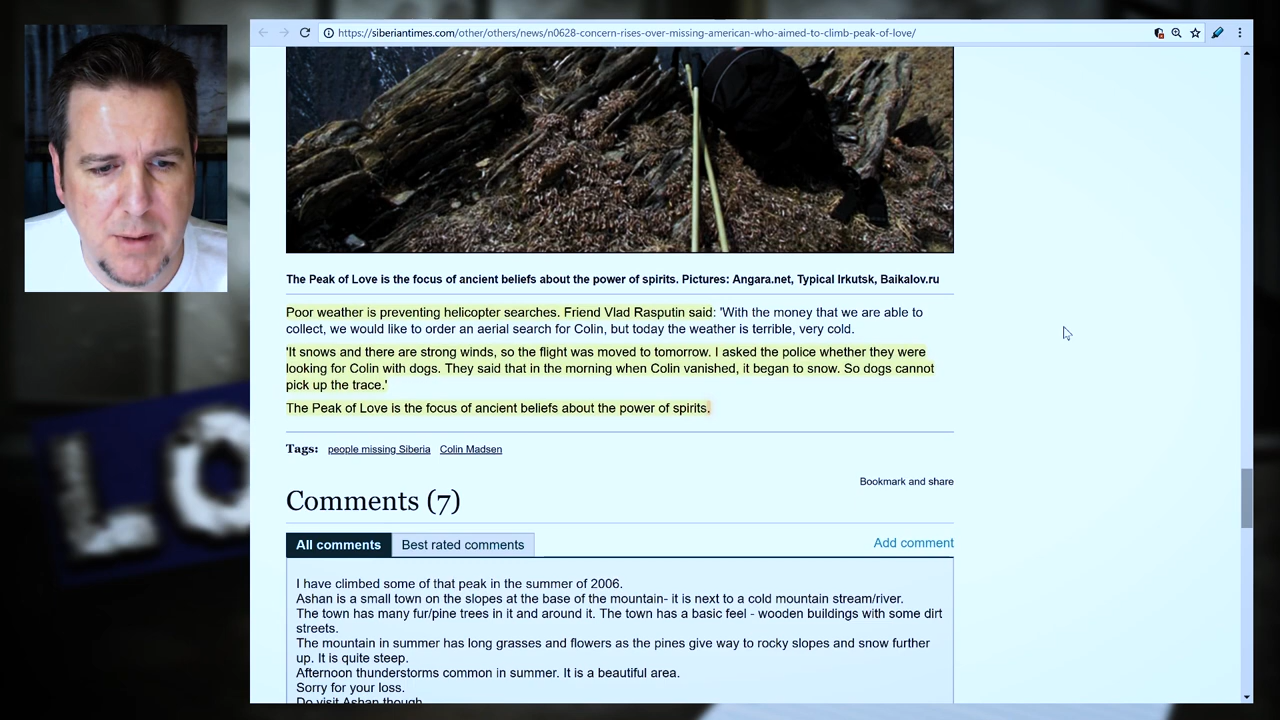 https://siberiantimes.com/other/others/news/n0628-concern-rises-over-missing-american-who-aimed-to-climb-peak-of-love/
The Peak of Love is the focus of ancient beliefs about the power of spirits. Pictures: Angara.net, Typical Irkutsk, Baikalov.ru
Poor weather is preventing helicopter searches. Friend Vlad Rasputin said: 'With the money that we are able to
collect, we would like to order an aerial search for Colin, but today the weather is terrible, very cold.
'It snows and there are strong winds, so the flight was moved to tomorrow. I asked the police whether they were
looking for Colin with dogs. They said that in the morning when Colin vanished, it began to snow. So dogs cannot
pick up the trace.'
The Peak of Love is the focus of ancient beliefs about the power of spirits.
Tags: people missing Siberia Colin Madsen
Bookmark and share
Comments (7)
All comments Best rated comments Add comment
I have climbed some of that peak in the summer of 2006.
Ashan is a small town on the slopes at the base of the mountain- it is next to a cold mountain stream/river.
The town has many fur/pine trees in it and around it. The town has a basic feel - wooden buildings with some dirt
streets.
The mountain in summer has long grasses and flowers as the pines give way to rocky slopes and snow further
up. It is quite steep.
Afternoon thunderstorms common in summer. It is a beautiful area.
Sorry for your loss.
Do visit Ashan though
LO